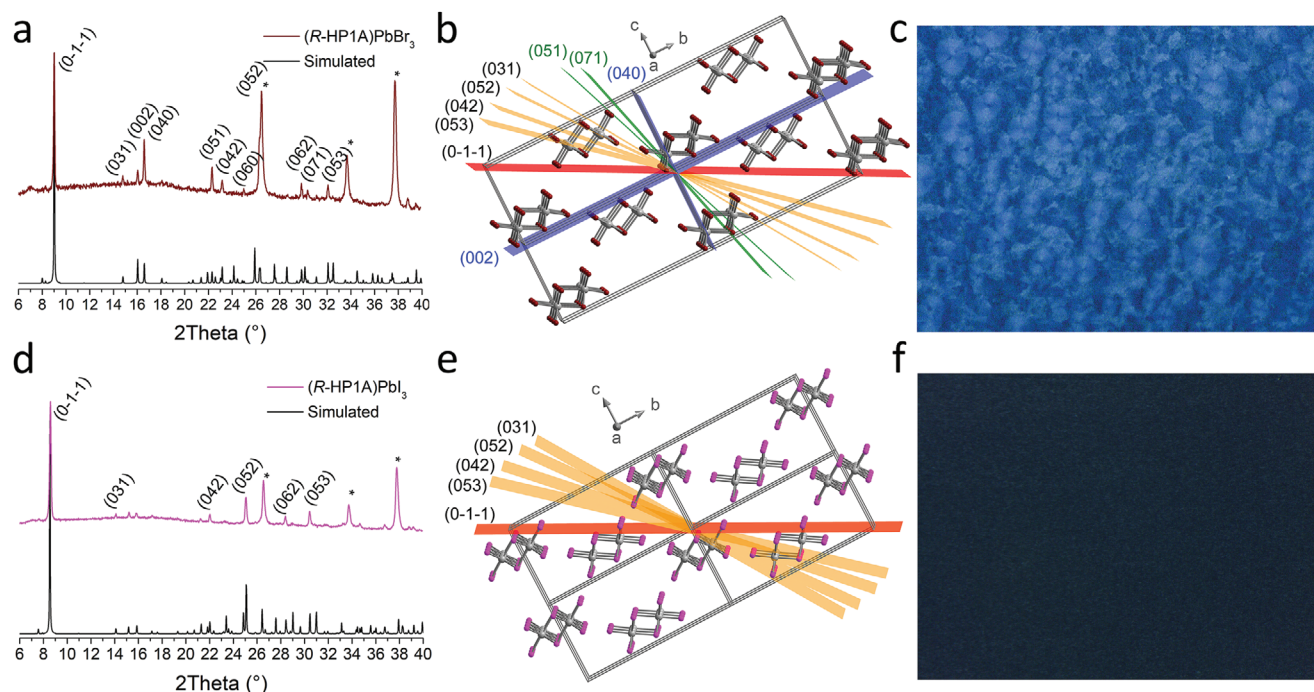 a
(R-HP1A)PbBr3
Simulated
(0-1-1)
(031)
(002)
(040)
(051)
(042)
(060)
(052)
*
(062)
(071)
(053)
*
*
6 8 10 12 14 16 18 20 22 24 26 28 30 32 34 36 38 40
2Theta (°)
b
c
b
a
(051)
(071)
(040)
(031)
(052)
(042)
(053)
(0-1-1)
(002)
c
d
(R-HP1A)PbI3
Simulated
(0-1-1)
(031)
(042)
(052)
*
(062)
(053)
*
*
6 8 10 12 14 16 18 20 22 24 26 28 30 32 34 36 38 40
2Theta (°)
e
c
b
a
(031)
(052)
(042)
(053)
(0-1-1)
f